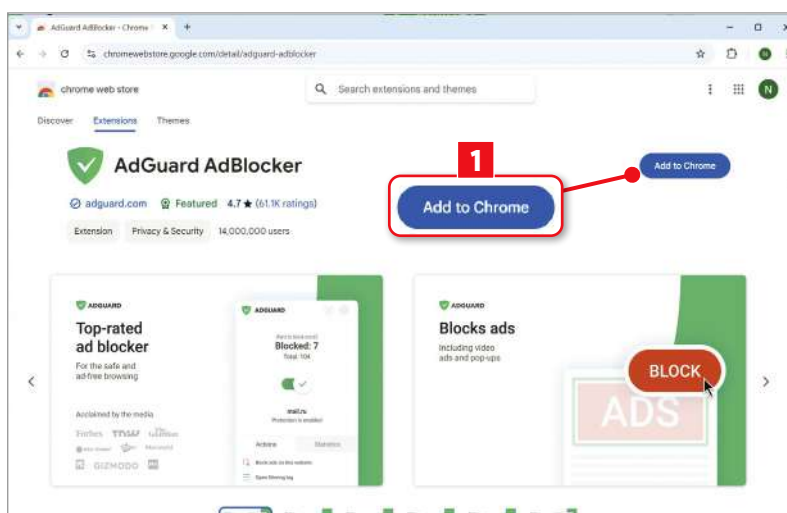 AdGuard AdBlocker - Chrome
chromewebstore.google.com/detail/adguard-adblocker
chrome web store
Search extensions and themes
N
Discover Extensions Themes
AdGuard AdBlocker
1
Add to Chrome
Add to Chrome
adguard.com Featured 4.7 ★ (61.1K ratings)
Extension Privacy & Security 14,000,000 users
ADGUARD
Top-rated
ad blocker
For the safe and
ad-free browsing
Acclaimed by the media
Forbes TNW
GIZMODO
ADGUARD
Blocked: 7
Total: 104
mail.ru
Protection is enabled
Actions Statistics
Block ads on this website
Open filtering log
ADGUARD
Blocks ads
Including video
ads and pop-ups
BLOCK
ADS